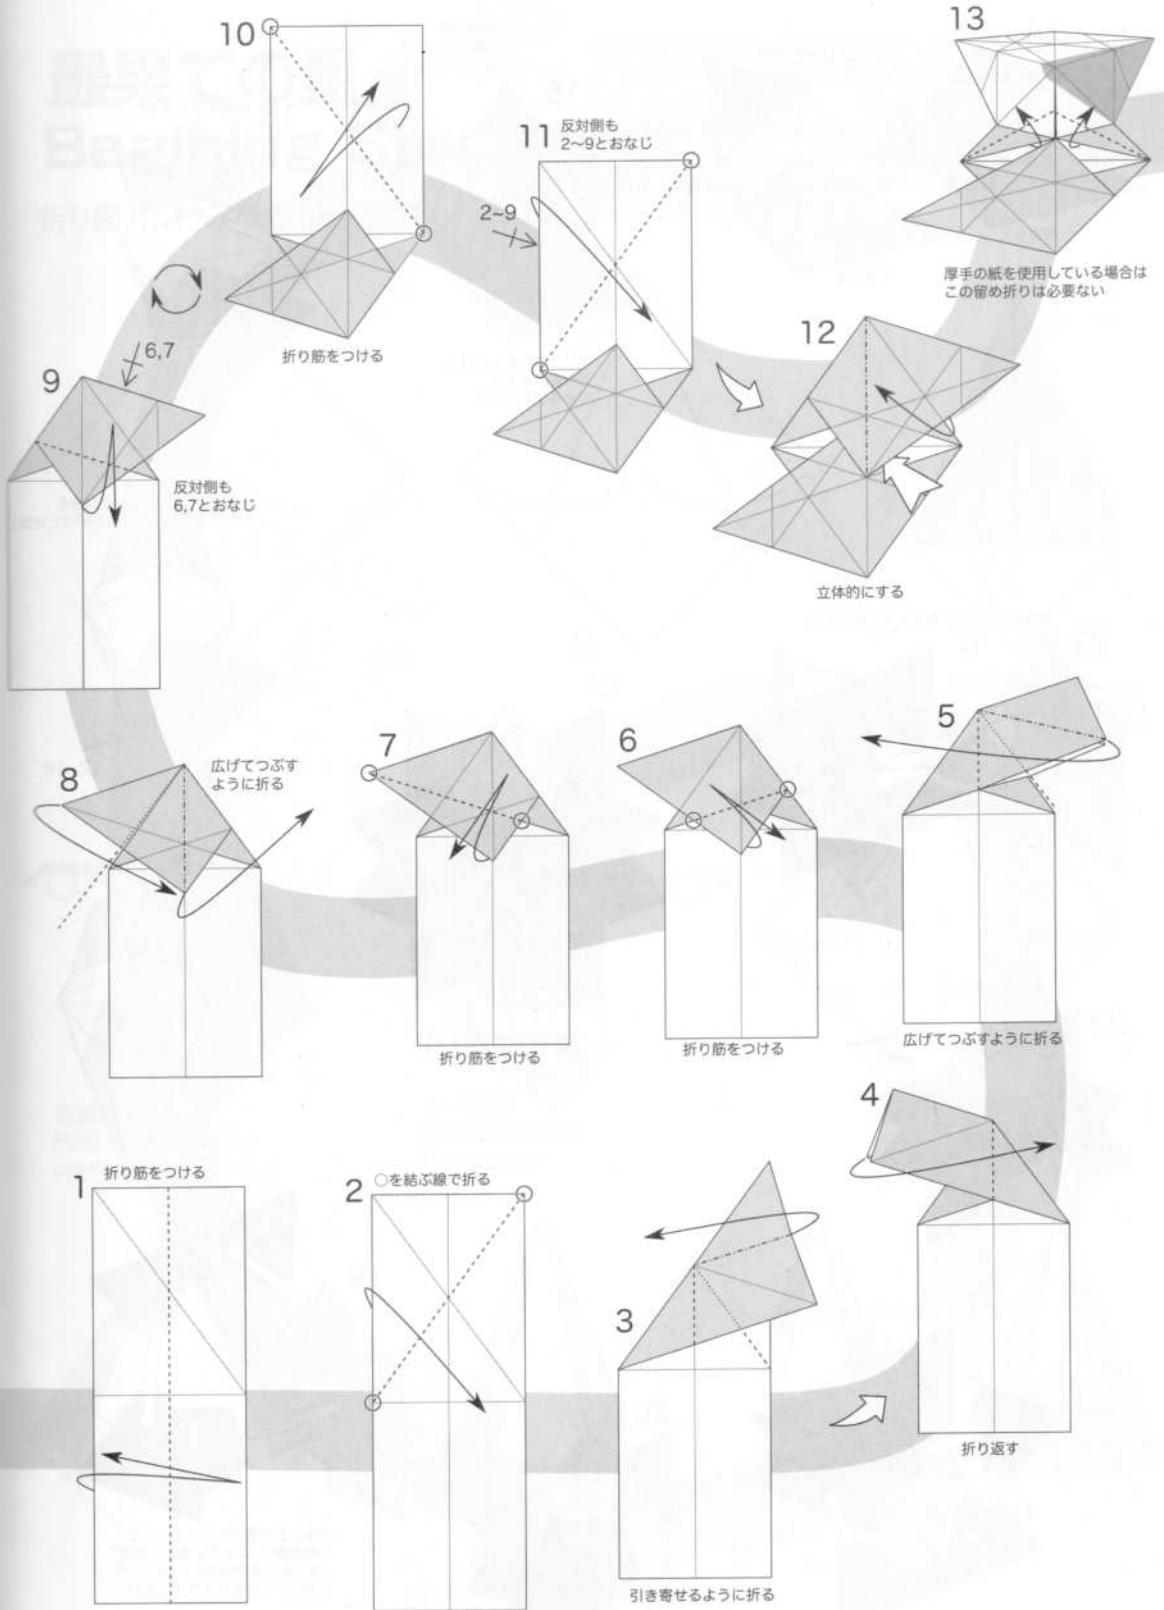 1
折り筋をつける
2
○を結ぶ線で折る
3
引き寄せるように折る
4
折り返す
5
広げてつぶすように折る
6
折り筋をつける
7
折り筋をつける
8
広げてつぶす
ように折る
9
6,7
反対側も
6,7とおなじ
10
折り筋をつける
11
反対側も
2~9とおなじ
2~9
12
立体的にする
13
厚手の紙を使用している場合は
この留め折りは必要ない